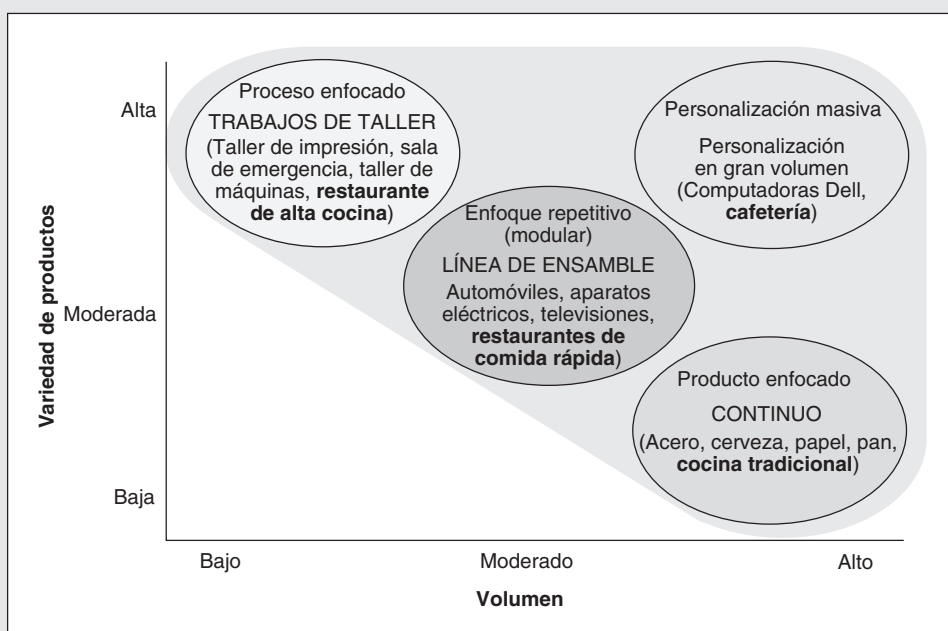 Variedad de productos
Alta
Moderada
Baja
Proceso enfocado
TRABAJOS DE TALLER
(Taller de impresión, sala
de emergencia, taller de
máquinas, restaurante
de alta cocina)
Enfoque repetitivo
(modular)
LÍNEA DE ENSAMBLE
Automóviles, aparatos
eléctricos, televisiones,
restaurantes de
comida rápida)
Personalización masiva
Personalización
en gran volumen
(Computadoras Dell,
cafetería)
Producto enfocado
CONTINUO
(Acero, cerveza, papel, pan,
cocina tradicional)
Bajo
Moderado
Alto
Volumen